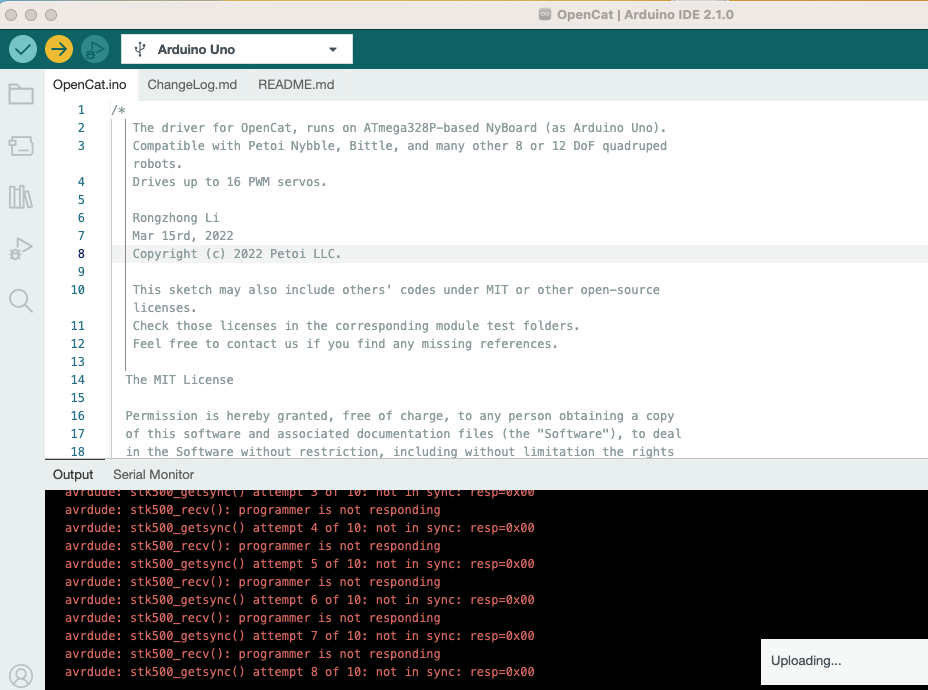 OpenCat | Arduino IDE 2.1.0
Arduino Uno
OpenCat.ino ChangeLog.md README.md
1 /*
2 The driver for OpenCat, runs on ATmega328P-based NyBoard (as Arduino Uno).
3 Compatible with Petoi Nybble, Bittle, and many other 8 or 12 DoF quadruped
robots.
4 Drives up to 16 PWM servos.
5
6 Rongzhong Li
7 Mar 15rd, 2022
8 Copyright (c) 2022 Petoi LLC.
9
10 This sketch may also include others' codes under MIT or other open-source
licenses.
11 Check those licenses in the corresponding module test folders.
12 Feel free to contact us if you find any missing references.
13
14 The MIT License
15
16 Permission is hereby granted, free of charge, to any person obtaining a copy
17 of this software and associated documentation files (the "Software"), to deal
18 in the Software without restriction, including without limitation the rights
Output Serial Monitor
avrdude: stk500_getsync() attempt 3 of 10: not in sync: resp=0x00
avrdude: stk500_recv(): programmer is not responding
avrdude: stk500_getsync() attempt 4 of 10: not in sync: resp=0x00
avrdude: stk500_recv(): programmer is not responding
avrdude: stk500_getsync() attempt 5 of 10: not in sync: resp=0x00
avrdude: stk500_recv(): programmer is not responding
avrdude: stk500_getsync() attempt 6 of 10: not in sync: resp=0x00
avrdude: stk500_recv(): programmer is not responding
avrdude: stk500_getsync() attempt 7 of 10: not in sync: resp=0x00
avrdude: stk500_recv(): programmer is not responding
avrdude: stk500_getsync() attempt 8 of 10: not in sync: resp=0x00
Uploading...